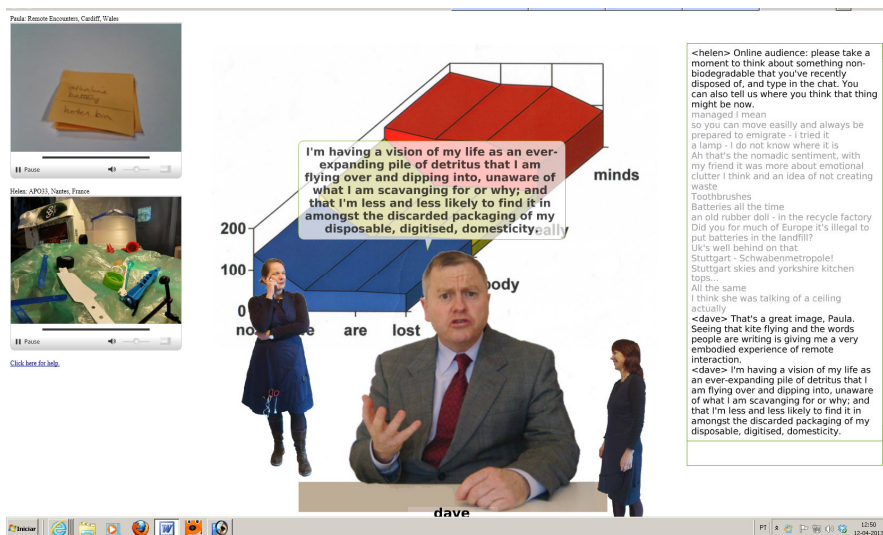 Paula: Remote Encounters, Cardiff, Wales
Pause
Helen: APO33, Nantes, France
Pause
Click here for help.
I'm having a vision of my life as an ever-
expanding pile of detritus that I am
flying over and dipping into, unaware of
what I am scavanging for or why; and
that I'm less and less likely to find it in
amongst the discarded packaging of my
disposable, digitised, domesticity.
minds
200
100
0
body
are
lost
dave
<helen> Online audience: please take a
moment to think about something non-
biodegradable that you've recently
disposed of, and type in the chat. You
can also tell us where you think that thing
might be now.
managed I mean
so you can move easilly and always be
prepared to emigrate - i tried it
a lamp - I do not know where it is
Ah that's the nomadic sentiment, with
my friend it was more about emotional
clutter I think and an idea of not creating
waste
Toothbrushes
Batteries all the time
an old rubber doll - in the recycle factory
Did you for much of Europe it's illegal to
put batteries in the landfill?
Uk's well behind on that
Stuttgart - Schwabenmetropole!
Stuttgart skies and yorkshire kitchen
tops...
All the same
I think she was talking of a ceiling
actually
<dave> That's a great image, Paula.
Seeing that kite flying and the words
people are writing is giving me a very
embodied experience of remote
interaction.
<dave> I'm having a vision of my life as
an ever-expanding pile of detritus that I
am flying over and dipping into, unaware
of what I am scavanging for or why; and
that I'm less and less likely to find it in
amongst the discarded packaging of my
disposable, digitised, domesticity.
Iniciar
PT
12:50
12-04-2013